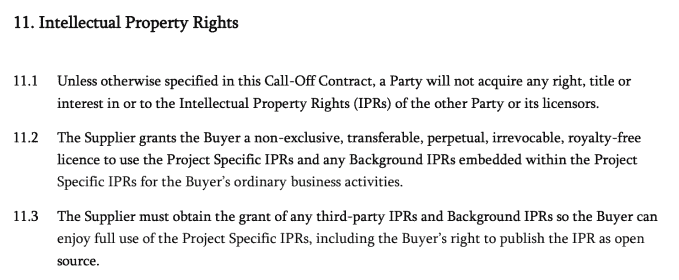 11. Intellectual Property Rights
11.1 Unless otherwise specified in this Call-Off Contract, a Party will not acquire any right, title or
interest in or to the Intellectual Property Rights (IPRs) of the other Party or its licensors.
11.2 The Supplier grants the Buyer a non-exclusive, transferable, perpetual, irrevocable, royalty-free
licence to use the Project Specific IPRs and any Background IPRs embedded within the Project
Specific IPRs for the Buyer’s ordinary business activities.
11.3 The Supplier must obtain the grant of any third-party IPRs and Background IPRs so the Buyer can
enjoy full use of the Project Specific IPRs, including the Buyer’s right to publish the IPR as open
source.